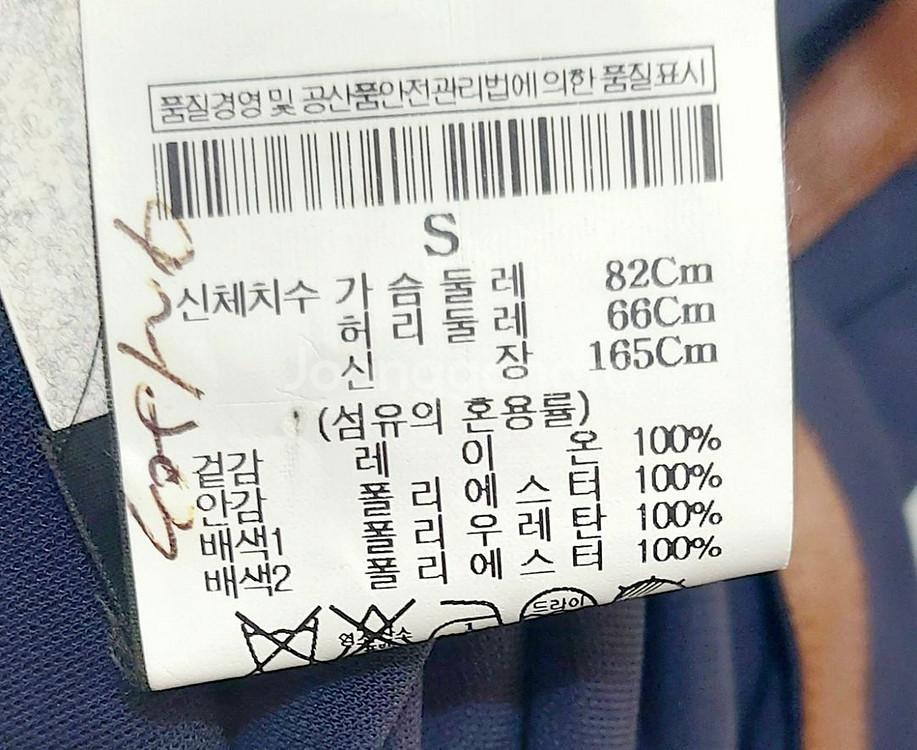 품질경영 및 공산품안전관리법에 의한 품질표시
S
신체치수 가슴둘레 82Cm
허리둘레 66Cm
신장 165Cm
(섬유의 혼용률)
겉감 레이온 100%
안감 폴리에스터 100%
배색1 폴리우레탄 100%
배색2 폴리에스터 100%
드라이